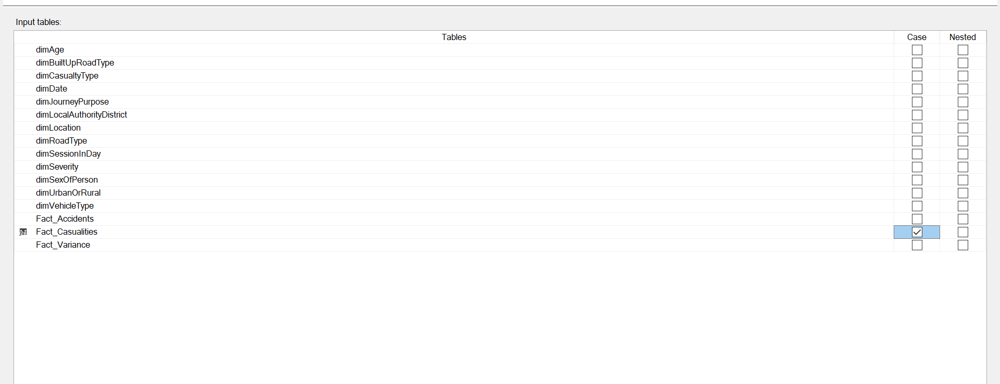 Input tables:
Tables Case Nested
dimAge
dimBuiltUpRoadType
dimCasualtyType
dimDate
dimJourneyPurpose
dimLocalAuthorityDistrict
dimLocation
dimRoadType
dimSessionInDay
dimSeverity
dimSexOfPerson
dimUrbanOrRural
dimVehicleType
Fact_Accidents
Fact_Casualities
Fact_Variance